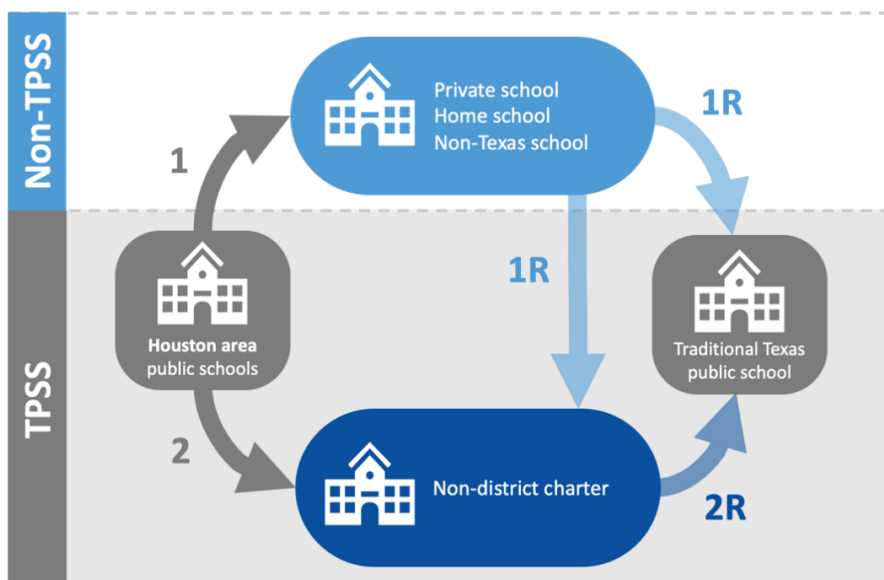 Non-TPSS
Private school
Home school
Non-Texas school
1R
1
1R
Houston area
public schools
Traditional Texas
public school
TPSS
2
Non-district charter
2R